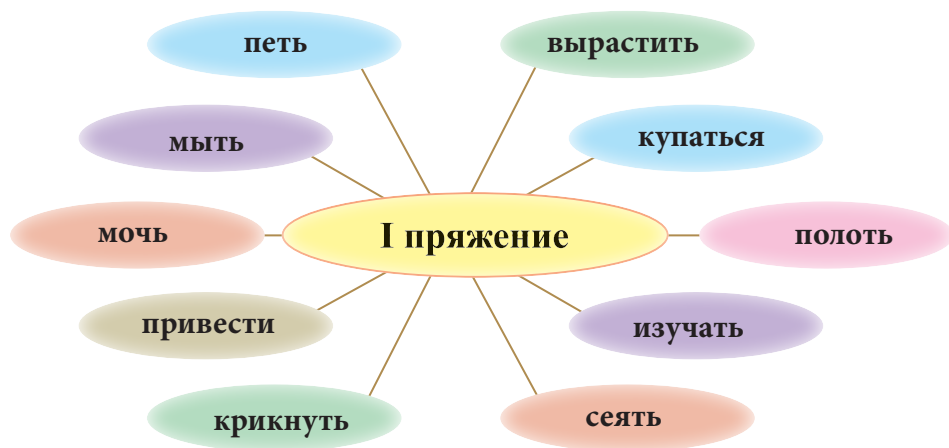 петь
вырастить
мыть
купаться
мочь
I пряжение
полоть
привести
изучать
крикнуть
сеять